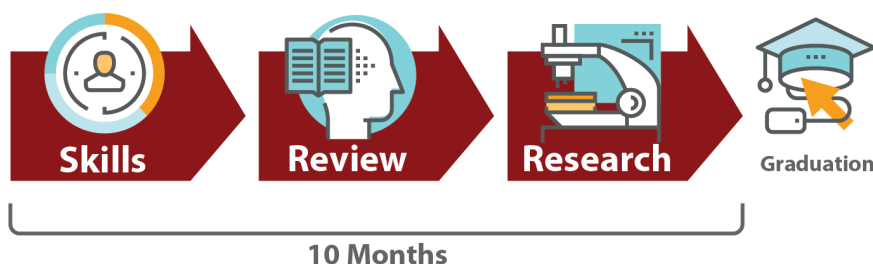 Skills
Review
Research
Graduation
10 Months